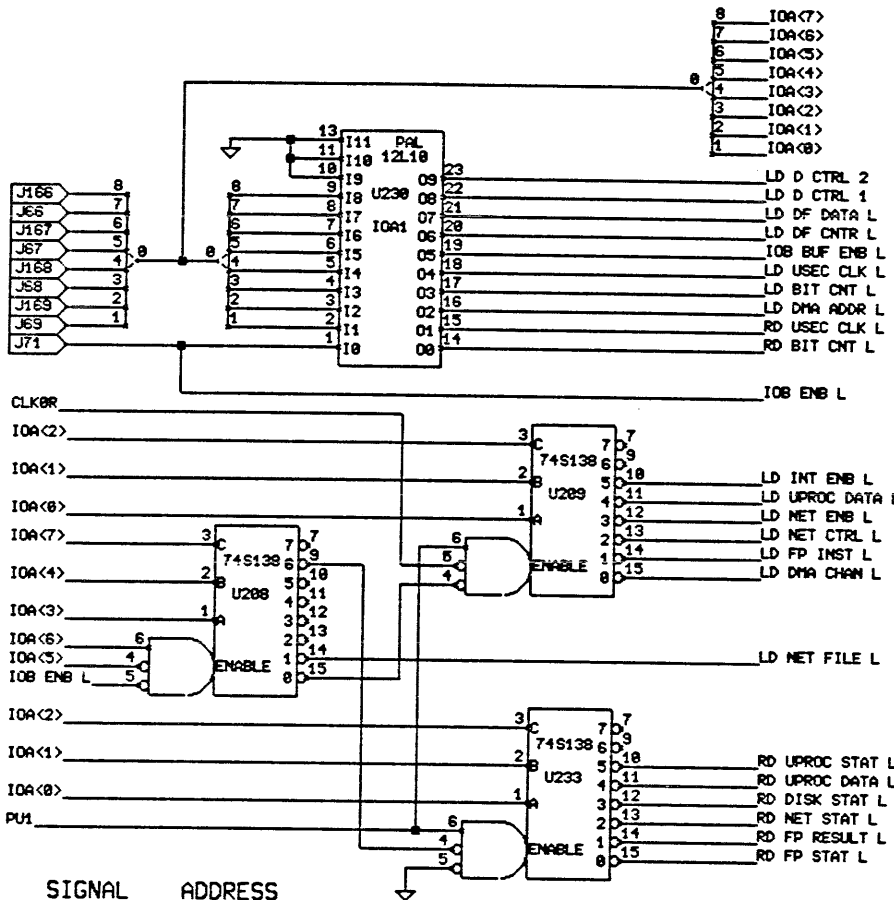 8 IOA<7>
7 IOA<6>
6 IOA<5>
5 IOA<4>
0
4 IOA<3>
3 IOA<2>
2 IOA<1>
1 IOA<0>
13 I11 PAL
11 I10 12L10
10 I9 O9 23 LD D CTRL 2
J166 8 8 9 I8 U230 O8 22 LD D CTRL 1
J66 7 7 8 I7 O7 21 LD DF DATA L
J167 6 6 7 I6 IOA1 O6 20 LD DF CNTR L
J67 5 5 6 I5 O5 19 IOB BUF ENB L
0 0
J168 4 4 5 I4 O4 18 LD USEC CLK L
J68 3 3 4 I3 O3 17 LD BIT CNT L
J169 2 2 3 I2 O2 16 LD DMA ADDR L
J69 1 1 2 I1 O1 15 RD USEC CLK L
J71 1 I0 O0 14 RD BIT CNT L
IOB ENB L
CLK0R
IOA<2> 3 C 7 7
74S138 6 9
IOA<1> 2 B 5 10 LD INT ENB L
U209 4 11 LD UPROC DATA L
IOA<0> 1 A 3 12 LD NET ENB L
2 13 LD NET CTRL L
6 1 14 LD FP INST L
5 ENABLE
4 0 15 LD DMA CHAN L
IOA<7> 3 C 7 7
74S138 6 9
IOA<4> 2 B 5 10
U208 4 11
IOA<3> 1 A 3 12
2 13
IOA<6> 6 1 14 LD NET FILE L
IOA<5> 4 ENABLE
IOB ENB L 5 0 15
IOA<2> 3 C 7 7
74S138 6 9
IOA<1> 2 B 5 10 RD UPROC STAT L
U233 4 11 RD UPROC DATA L
IOA<0> 1 A 3 12 RD DISK STAT L
2 13 RD NET STAT L
PU1 6 1 14 RD FP RESULT L
4 ENABLE
5 0 15 RD FP STAT L
SIGNAL ADDRESS